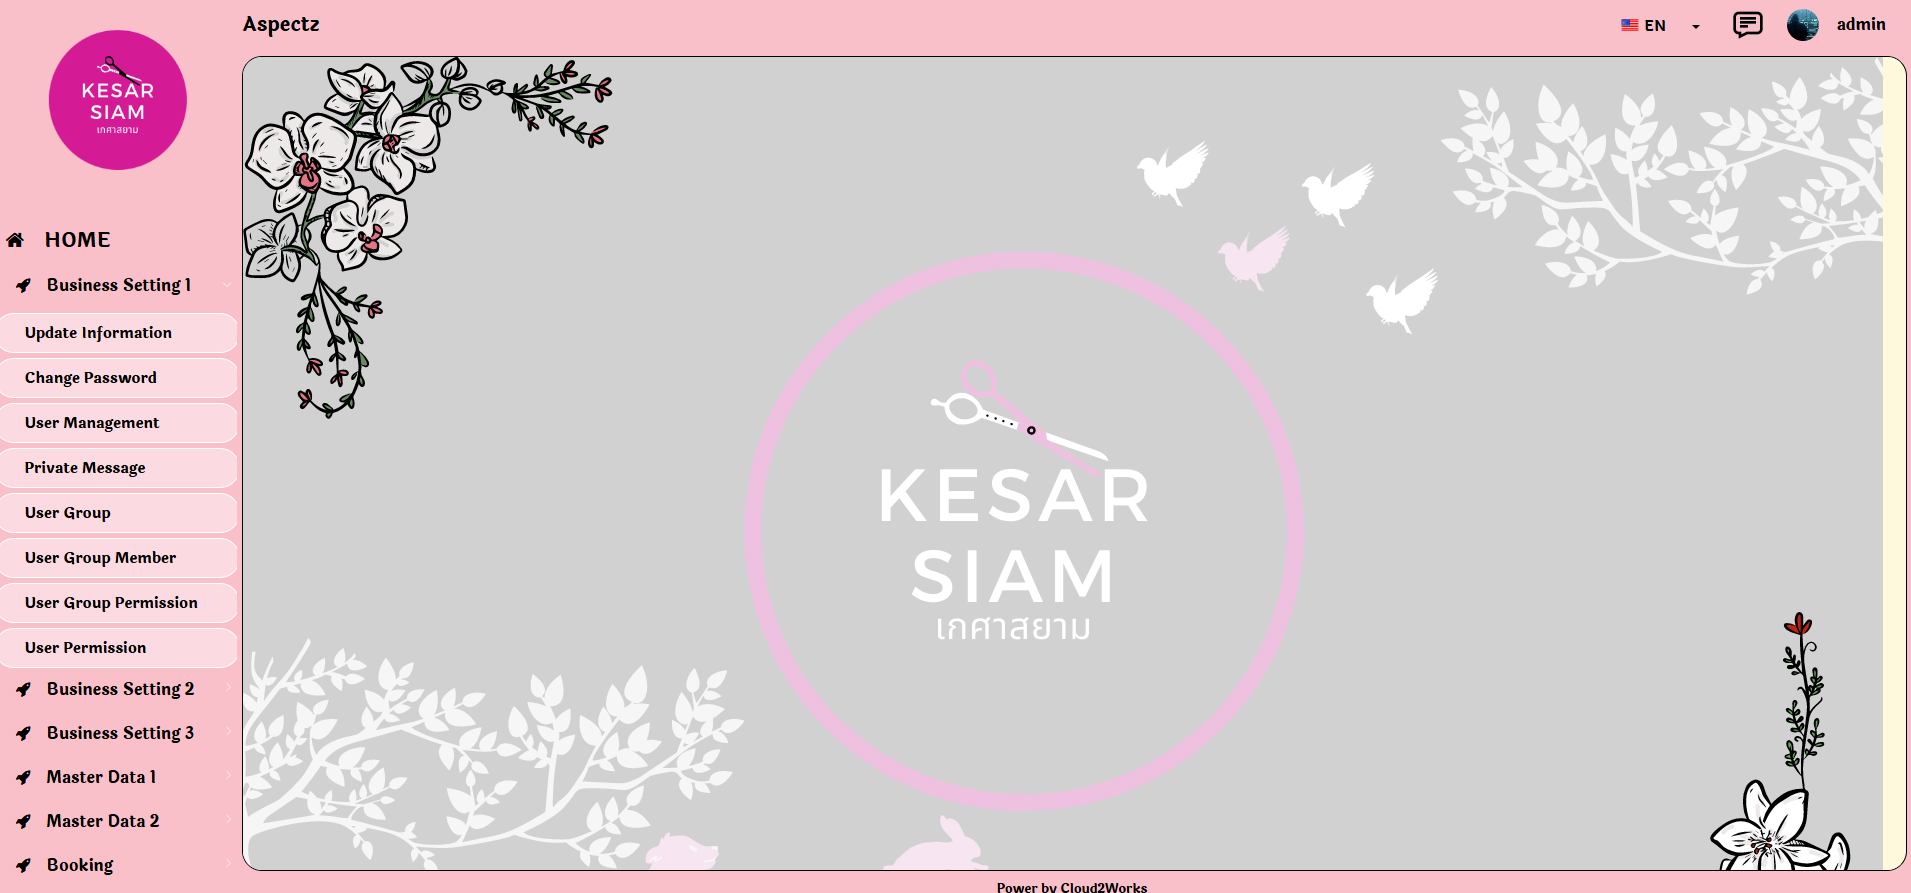 Aspectz
EN
admin
KESAR
SIAM
เกศาสยาม
HOME
Business Setting 1
Update Information
Change Password
User Management
Private Message
User Group
User Group Member
User Group Permission
User Permission
Business Setting 2
Business Setting 3
Master Data 1
Master Data 2
Booking
KESAR
SIAM
เกศาสยาม
Power by Cloud2Works